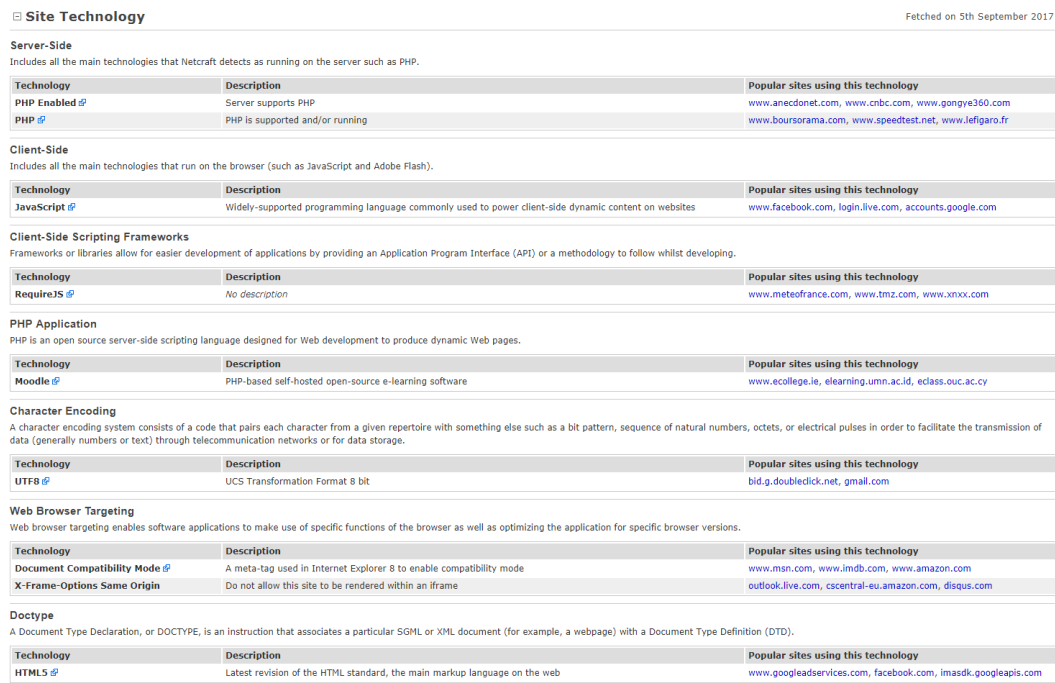 Site Technology Fetched on 5th September 2017
Server-Side
Includes all the main technologies that Netcraft detects as running on the server such as PHP.
Technology Description Popular sites using this technology
PHP Enabled Server supports PHP www.anecdonet.com, www.cnbc.com, www.gongye360.com
PHP PHP is supported and/or running www.boursorama.com, www.speedtest.net, www.lefigaro.fr
Client-Side
Includes all the main technologies that run on the browser (such as JavaScript and Adobe Flash).
Technology Description Popular sites using this technology
JavaScript Widely-supported programming language commonly used to power client-side dynamic content on websites www.facebook.com, login.live.com, accounts.google.com
Client-Side Scripting Frameworks
Frameworks or libraries allow for easier development of applications by providing an Application Program Interface (API) or a methodology to follow whilst developing.
Technology Description Popular sites using this technology
RequireJS No description www.meteofrance.com, www.tmz.com, www.xnxx.com
PHP Application
PHP is an open source server-side scripting language designed for Web development to produce dynamic Web pages.
Technology Description Popular sites using this technology
Moodle PHP-based self-hosted open-source e-learning software www.ecollege.ie, elearning.umn.ac.id, eclass.ouc.ac.cy
Character Encoding
A character encoding system consists of a code that pairs each character from a given repertoire with something else such as a bit pattern, sequence of natural numbers, octets, or electrical pulses in order to facilitate the transmission of
data (generally numbers or text) through telecommunication networks or for data storage.
Technology Description Popular sites using this technology
UTF8 UCS Transformation Format 8 bit bid.g.doubleclick.net, gmail.com
Web Browser Targeting
Web browser targeting enables software applications to make use of specific functions of the browser as well as optimizing the application for specific browser versions.
Technology Description Popular sites using this technology
Document Compatibility Mode A meta-tag used in Internet Explorer 8 to enable compatibility mode www.msn.com, www.imdb.com, www.amazon.com
X-Frame-Options Same Origin Do not allow this site to be rendered within an iframe outlook.live.com, cscentral-eu.amazon.com, disqus.com
Doctype
A Document Type Declaration, or DOCTYPE, is an instruction that associates a particular SGML or XML document (for example, a webpage) with a Document Type Definition (DTD).
Technology Description Popular sites using this technology
HTML5 Latest revision of the HTML standard, the main markup language on the web www.googleadservices.com, facebook.com, imasdk.googleapis.com